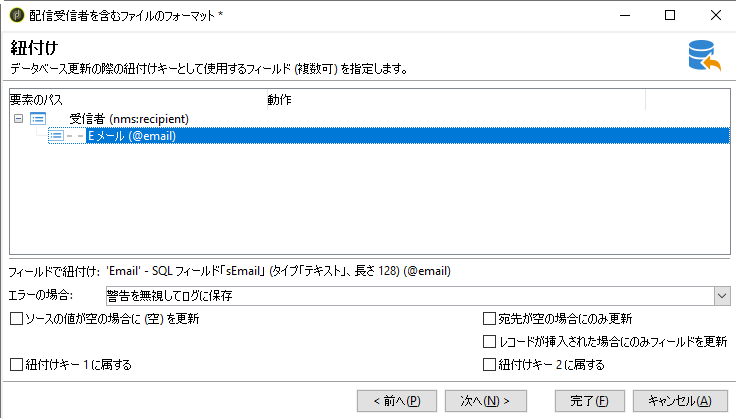 配信受信者を含むファイルのフォーマット *
紐付け
データベース更新の際の紐付けキーとして使用するフィールド (複数可) を指定します。
要素のパス 動作
受信者 (nms:recipient)
Eメール (@email)
フィールドで紐付け: 'Email' - SQL フィールド「sEmail」 (タイプ「テキスト」、長さ 128) (@email)
エラーの場合: 警告を無視してログに保存
ソースの値が空の場合に (空) を更新 宛先が空の場合にのみ更新
レコードが挿入された場合にのみフィールドを更新
紐付けキー 1 に属する 紐付けキー 2 に属する
< 前へ(P) 次へ(N) > 完了(F) キャンセル(A)